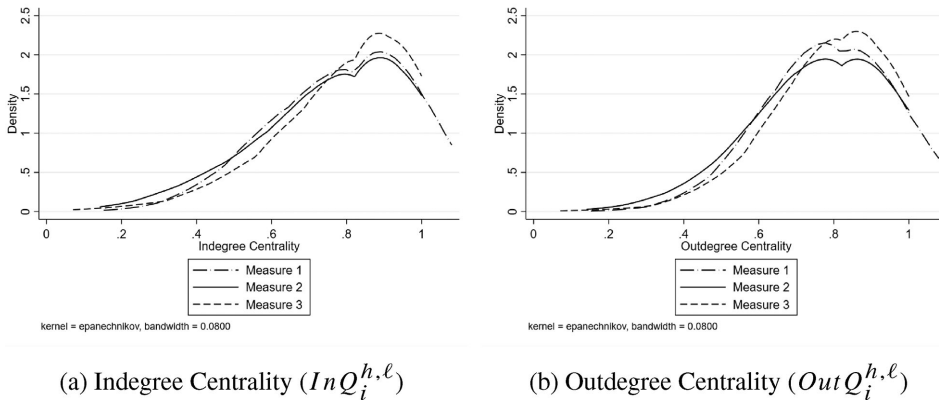 2.5
2
1.5
1
.5
0
Density
0 .2 .4 .6 .8 1
Indegree Centrality
Measure 1
Measure 2
Measure 3
kernel = epanechnikov, bandwidth = 0.0800
(a) Indegree Centrality (InQ_i^{h,ℓ})
2.5
2
1.5
1
.5
0
Density
0 .2 .4 .6 .8 1
Outdegree Centrality
Measure 1
Measure 2
Measure 3
kernel = epanechnikov, bandwidth = 0.0800
(b) Outdegree Centrality (OutQ_i^{h,ℓ})